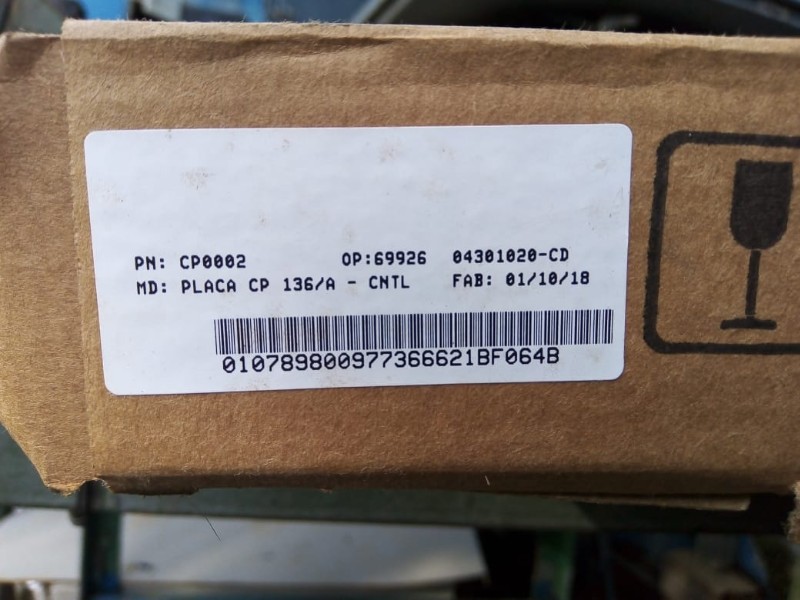 PN: CP0002 OP:69926 04301020-CD
MD: PLACA CP 136/A - CNTL FAB: 01/10/18
010789800977366621BF064B